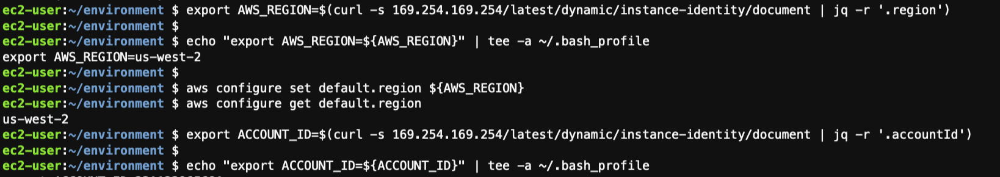 ec2-user:~/environment $ export AWS_REGION=$(curl -s 169.254.169.254/latest/dynamic/instance-identity/document | jq -r '.region')
ec2-user:~/environment $
ec2-user:~/environment $ echo "export AWS_REGION=${AWS_REGION}" | tee -a ~/.bash_profile
export AWS_REGION=us-west-2
ec2-user:~/environment $
ec2-user:~/environment $ aws configure set default.region ${AWS_REGION}
ec2-user:~/environment $ aws configure get default.region
us-west-2
ec2-user:~/environment $ export ACCOUNT_ID=$(curl -s 169.254.169.254/latest/dynamic/instance-identity/document | jq -r '.accountId')
ec2-user:~/environment $
ec2-user:~/environment $ echo "export ACCOUNT_ID=${ACCOUNT_ID}" | tee -a ~/.bash_profile